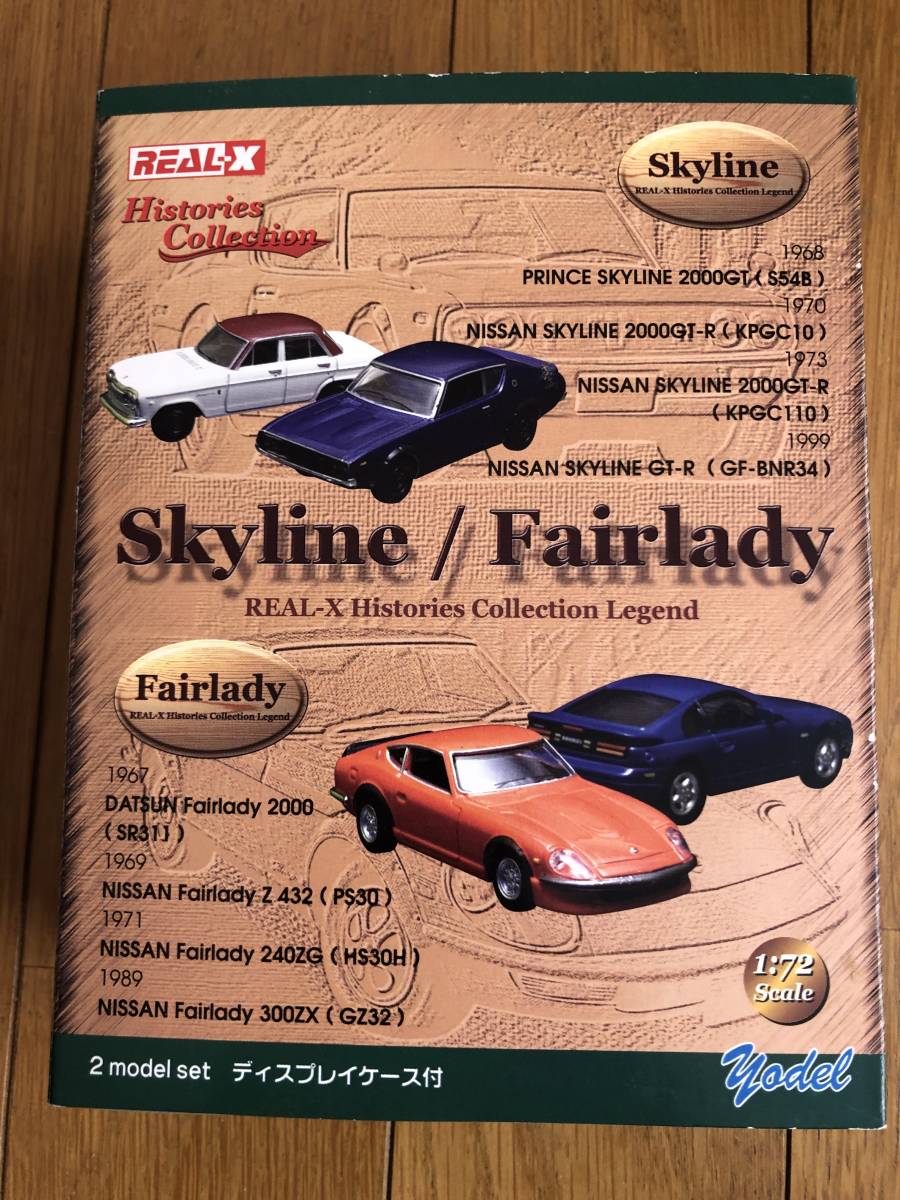 REAL-X
Histories
Collection
Skyline
REAL-X Histories Collection Legend
1968
PRINCE SKYLINE 2000GT ( S54B )
1970
NISSAN SKYLINE 2000GT-R ( KPGC10 )
1973
NISSAN SKYLINE 2000GT-R
( KPGC110 )
1999
NISSAN SKYLINE GT-R ( GF-BNR34 )
Skyline / Fairlady
REAL-X Histories Collection Legend
Fairlady
REAL-X Histories Collection Legend
1967
DATSUN Fairlady 2000
( SR311 )
1969
NISSAN Fairlady Z 432 ( PS30 )
1971
NISSAN Fairlady 240ZG ( HS30H )
1989
NISSAN Fairlady 300ZX ( GZ32 )
1:72
Scale
2 model set ディスプレイケース付
yodel